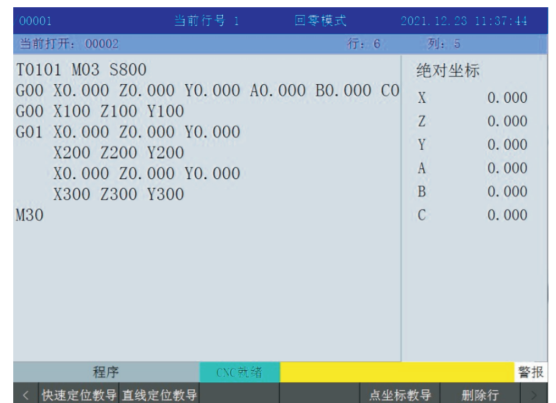 00001 当前行号 1 回零模式 2021.12.23 11:37:44
当前打开: 00002 行: 6 列: 5
T0101 M03 S800
G00 X0.000 Z0.000 Y0.000 A0.000 B0.000 C0
G00 X100 Z100 Y100
G01 X0.000 Z0.000 Y0.000
X200 Z200 Y200
X0.000 Z0.000 Y0.000
X300 Z300 Y300
M30
绝对坐标
X 0.000
Z 0.000
Y 0.000
A 0.000
B 0.000
C 0.000
程序 CNC就绪 警报
< 快速定位教导 直线定位教导 点坐标教导 删除行 >